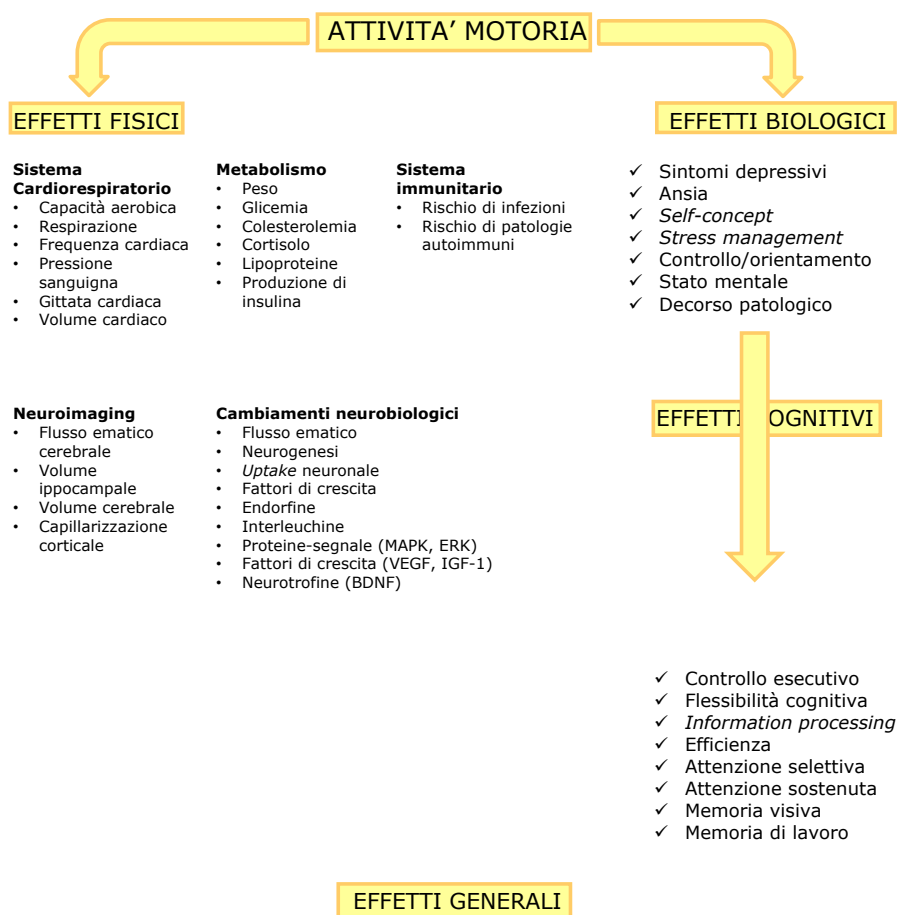 ATTIVITA’ MOTORIA
EFFETTI FISICI
EFFETTI BIOLOGICI
Sistema
Cardiorespiratorio
• Capacità aerobica
• Respirazione
• Frequenza cardiaca
• Pressione
sanguigna
• Gittata cardiaca
• Volume cardiaco
Metabolismo
• Peso
• Glicemia
• Colesterolemia
• Cortisolo
• Lipoproteine
• Produzione di
insulina
Sistema
immunitario
• Rischio di infezioni
• Rischio di patologie
autoimmuni
✓ Sintomi depressivi
✓ Ansia
✓ Self-concept
✓ Stress management
✓ Controllo/orientamento
✓ Stato mentale
✓ Decorso patologico
Neuroimaging
• Flusso ematico
cerebrale
• Volume
ippocampale
• Volume cerebrale
• Capillarizzazione
corticale
Cambiamenti neurobiologici
• Flusso ematico
• Neurogenesi
• Uptake neuronale
• Fattori di crescita
• Endorfine
• Interleuchine
• Proteine-segnale (MAPK, ERK)
• Fattori di crescita (VEGF, IGF-1)
• Neurotrofine (BDNF)
EFFETTI OGNITIVI
✓ Controllo esecutivo
✓ Flessibilità cognitiva
✓ Information processing
✓ Efficienza
✓ Attenzione selettiva
✓ Attenzione sostenuta
✓ Memoria visiva
✓ Memoria di lavoro
EFFETTI GENERALI